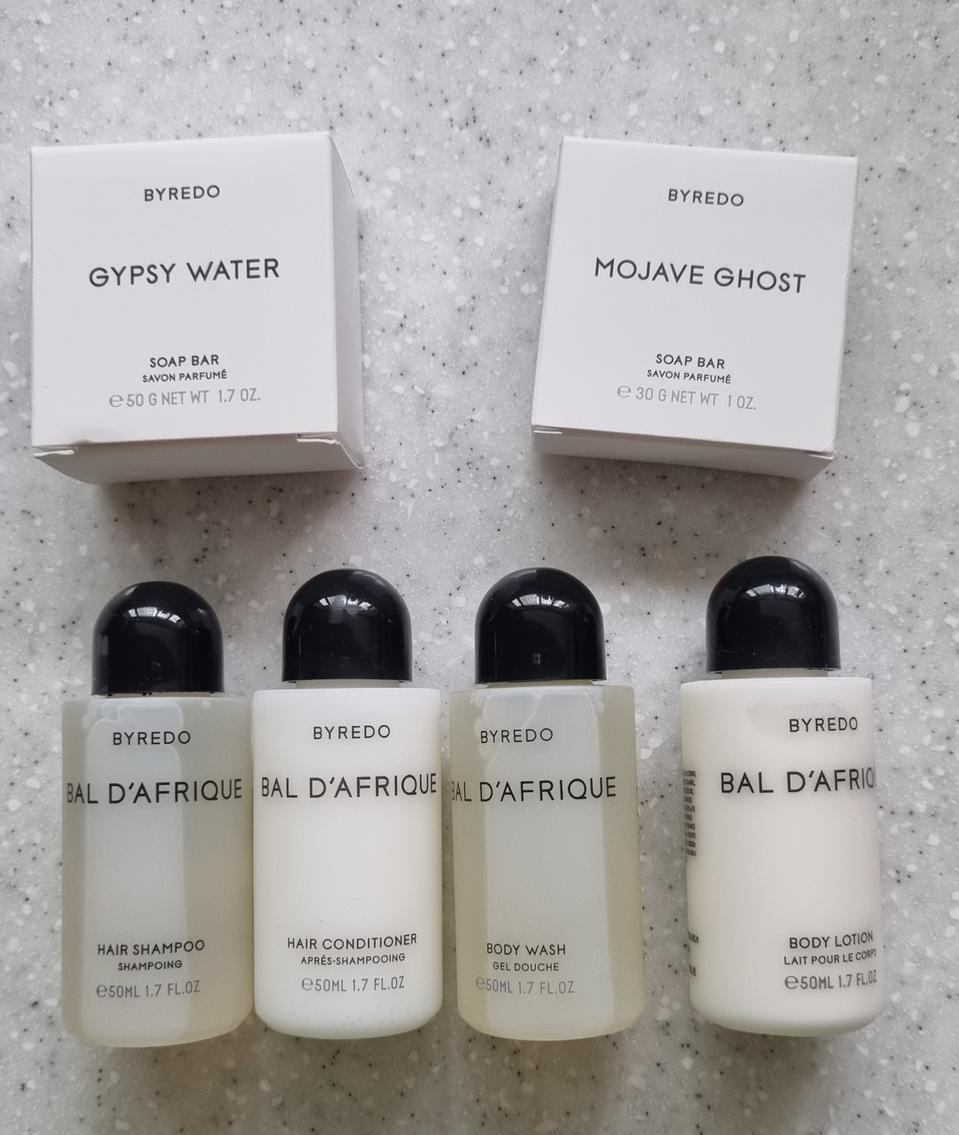 BYREDO
GYPSY WATER
SOAP BAR
SAVON PARFUMÉ
℮ 50 G NET WT 1.7 OZ.
BYREDO
MOJAVE GHOST
SOAP BAR
SAVON PARFUMÉ
℮ 30 G NET WT 1 OZ.
BYREDO
BAL D'AFRIQUE
HAIR SHAMPOO
SHAMPOING
℮50ML 1.7 FL.OZ
BYREDO
BAL D'AFRIQUE
HAIR CONDITIONER
APRÉS-SHAMPOOING
℮50ML 1.7 FL.OZ
BYREDO
BAL D'AFRIQUE
BODY WASH
GEL DOUCHE
℮50ML 1.7 FL.OZ
BYREDO
BAL D'AFRIQU
BODY LOTION
LAIT POUR LE CORPS
℮50ML 1.7 FL.OZ